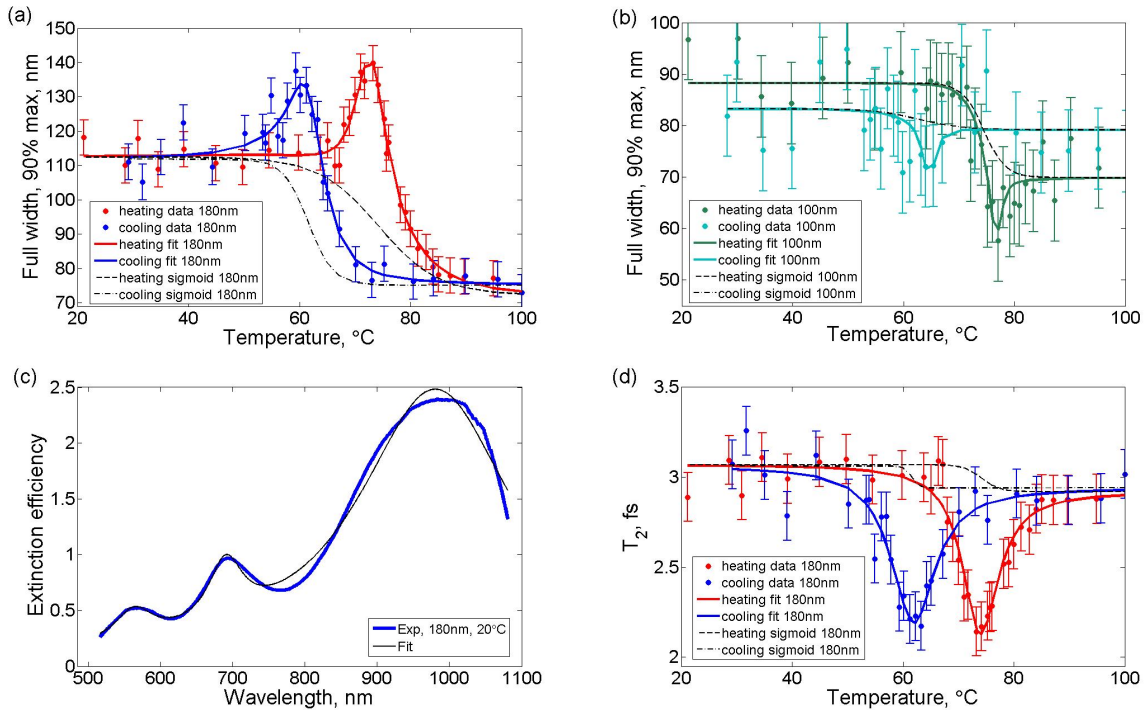 (a)
150
140
130
120
110
100
90
80
70
Full width, 90% max, nm
heating data 180nm
cooling data 180nm
heating fit 180nm
cooling fit 180nm
heating sigmoid 180nm
cooling sigmoid 180nm
20 40 60 80 100
Temperature, °C
(b)
100
90
80
70
60
50
Full width, 90% max, nm
heating data 100nm
cooling data 100nm
heating fit 100nm
cooling fit 100nm
heating sigmoid 100nm
cooling sigmoid 100nm
20 40 60 80 100
Temperature, °C
(c)
2.5
2
1.5
1
0.5
0
Extinction efficiency
Exp, 180nm, 20°C
Fit
500 600 700 800 900 1000 1100
Wavelength, nm
(d)
3.5
3
2.5
2
T2, fs
heating data 180nm
cooling data 180nm
heating fit 180nm
cooling fit 180nm
heating sigmoid 180nm
cooling sigmoid 180nm
20 40 60 80 100
Temperature, °C